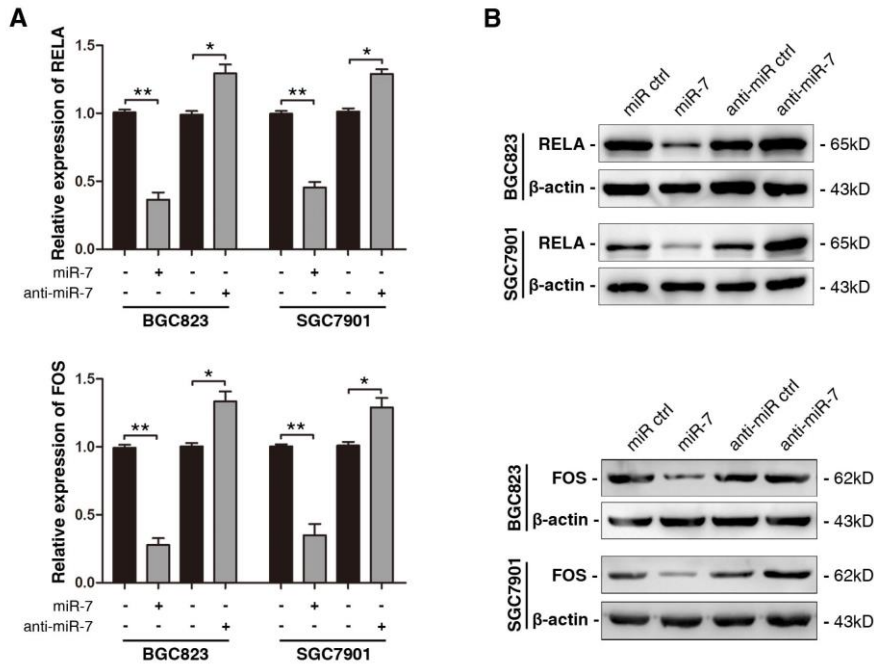 A
Relative expression of RELA
1.5
1.0
0.5
0.0
** * ** *
miR-7 - + - - - + - -
anti-miR-7 - - - + - - - +
BGC823 SGC7901
Relative expression of FOS
1.5
1.0
0.5
0.0
** * ** *
miR-7 - + - - - + - -
anti-miR-7 - - - + - - - +
BGC823 SGC7901
B
miR ctrl miR-7 anti-miR ctrl anti-miR-7
BGC823
RELA - - 65kD
β-actin - - 43kD
SGC7901
RELA - - 65kD
β-actin - - 43kD
miR ctrl miR-7 anti-miR ctrl anti-miR-7
BGC823
FOS - - 62kD
β-actin - - 43kD
SGC7901
FOS - - 62kD
β-actin - - 43kD